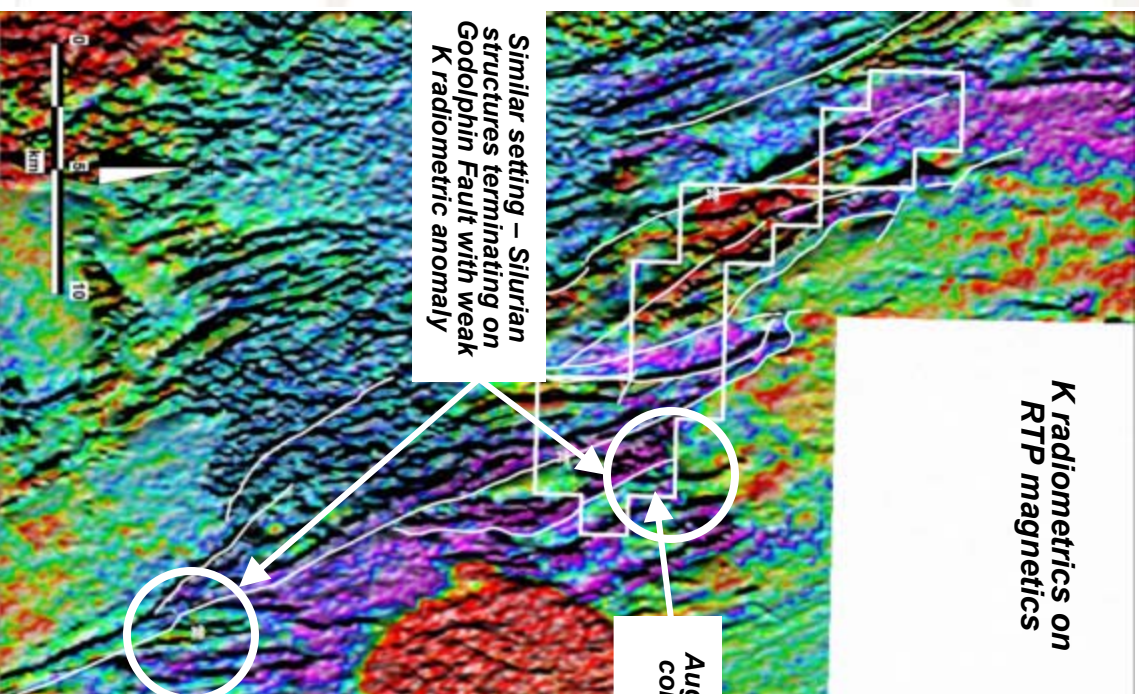 K radiometrics on
RTP magnetics
Similar setting – Silurian
structures terminating on
Godolphin Fault with weak
K radiometric anomaly
0
5
10
km